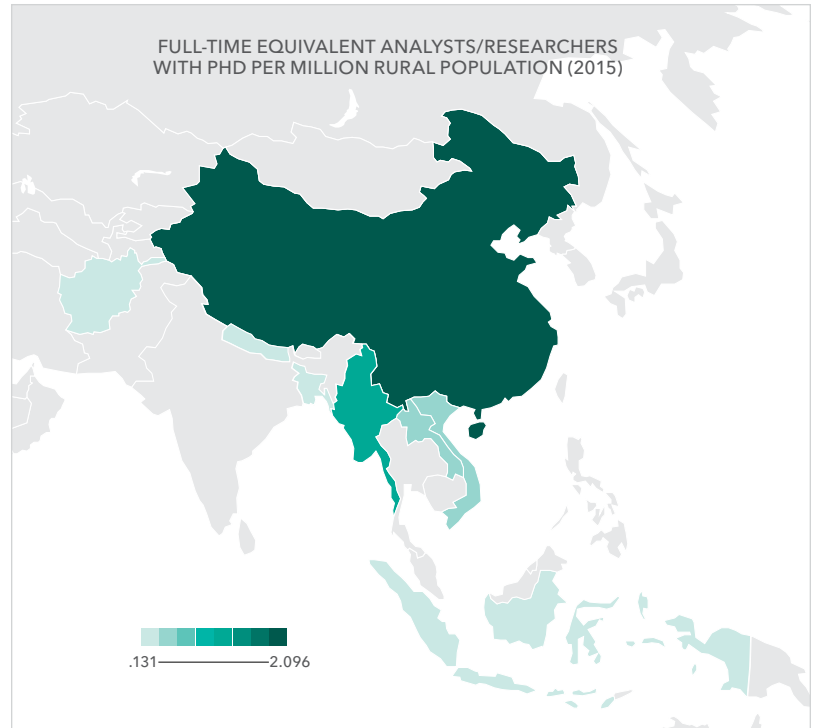 FULL-TIME EQUIVALENT ANALYSTS/RESEARCHERS
WITH PHD PER MILLION RURAL POPULATION (2015)
.131 2.096